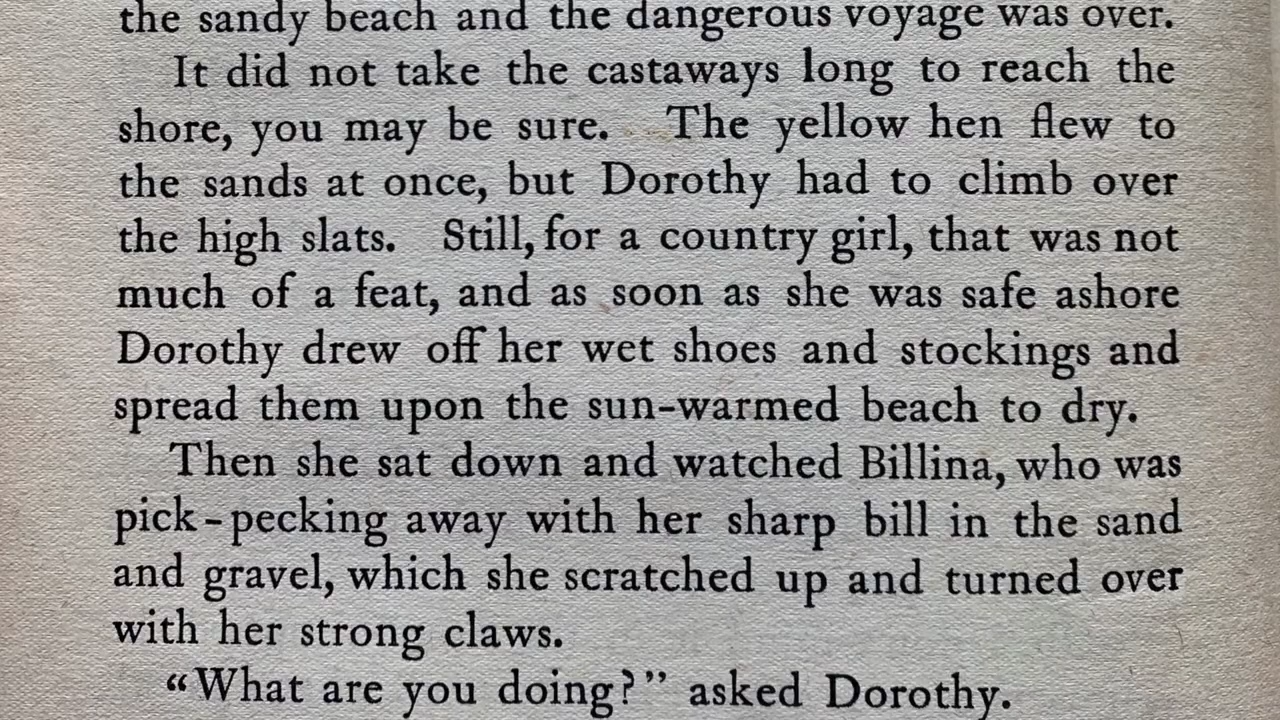 the sandy beach and the dangerous voyage was over.
It did not take the castaways long to reach the
shore, you may be sure. The yellow hen flew to
the sands at once, but Dorothy had to climb over
the high slats. Still, for a country girl, that was not
much of a feat, and as soon as she was safe ashore
Dorothy drew off her wet shoes and stockings and
spread them upon the sun-warmed beach to dry.
Then she sat down and watched Billina, who was
pick-pecking away with her sharp bill in the sand
and gravel, which she scratched up and turned over
with her strong claws.
“What are you doing?” asked Dorothy.